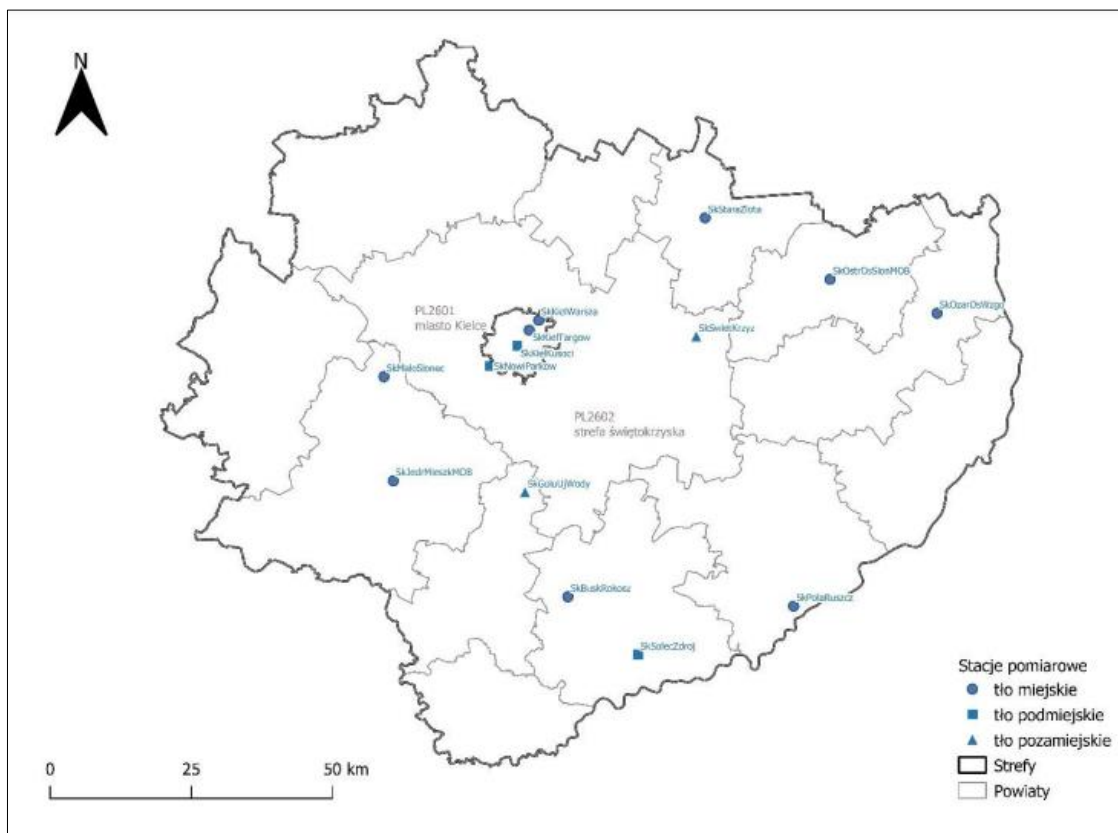 N
SkStaraZlota
SkOstrOsSlonMOB
SkOzarOsWzgo
PL2601
miasto Kielce
SkKielWarsza
SkKielTargow
SkSwietKrzyz
SkKielKusoci
SkNowiParkow
SkMaloSlonec
PL2602
strefa świętokrzyska
SkJedrMieszkMOB
SkGoluUjWody
SkBuskRokosz
SkPolaRuszcz
SkSolecZdroj
Stacje pomiarowe
tło miejskie
tło podmiejskie
tło pozamiejskie
Strefy
Powiaty
0 25 50 km